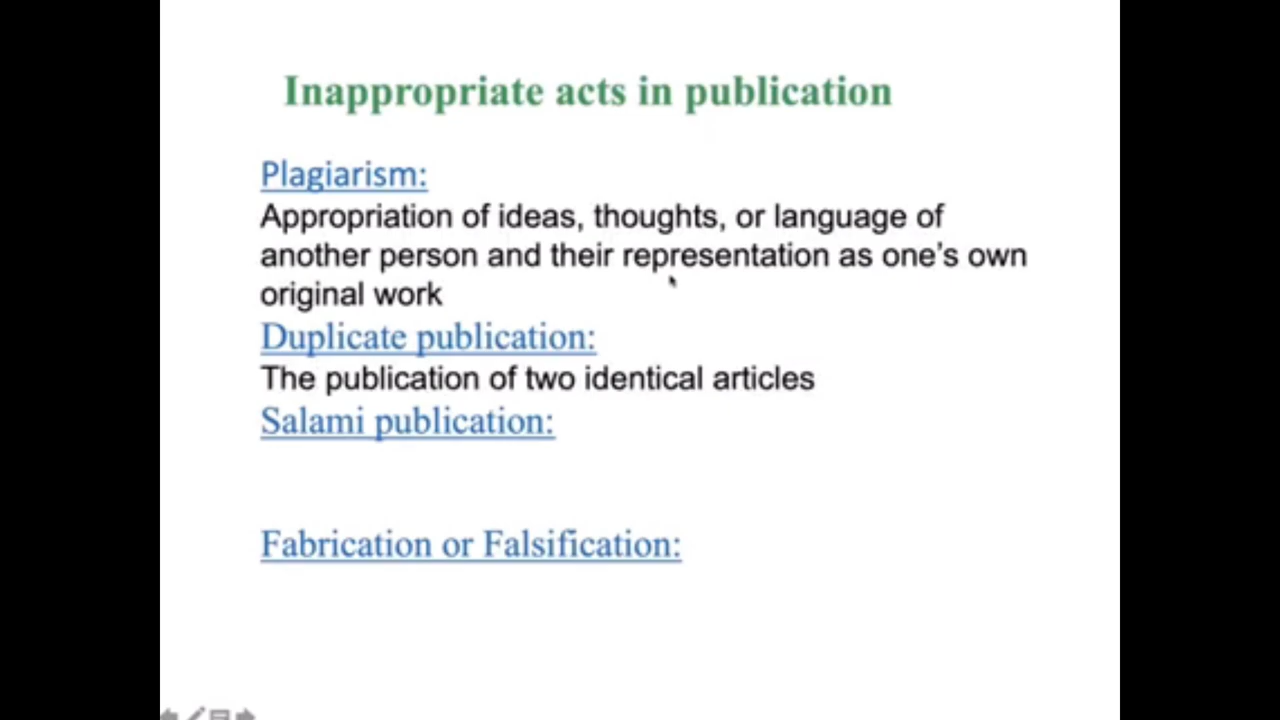 Inappropriate acts in publication
Plagiarism:
Appropriation of ideas, thoughts, or language of
another person and their representation as one’s own
original work
Duplicate publication:
The publication of two identical articles
Salami publication:
Fabrication or Falsification: